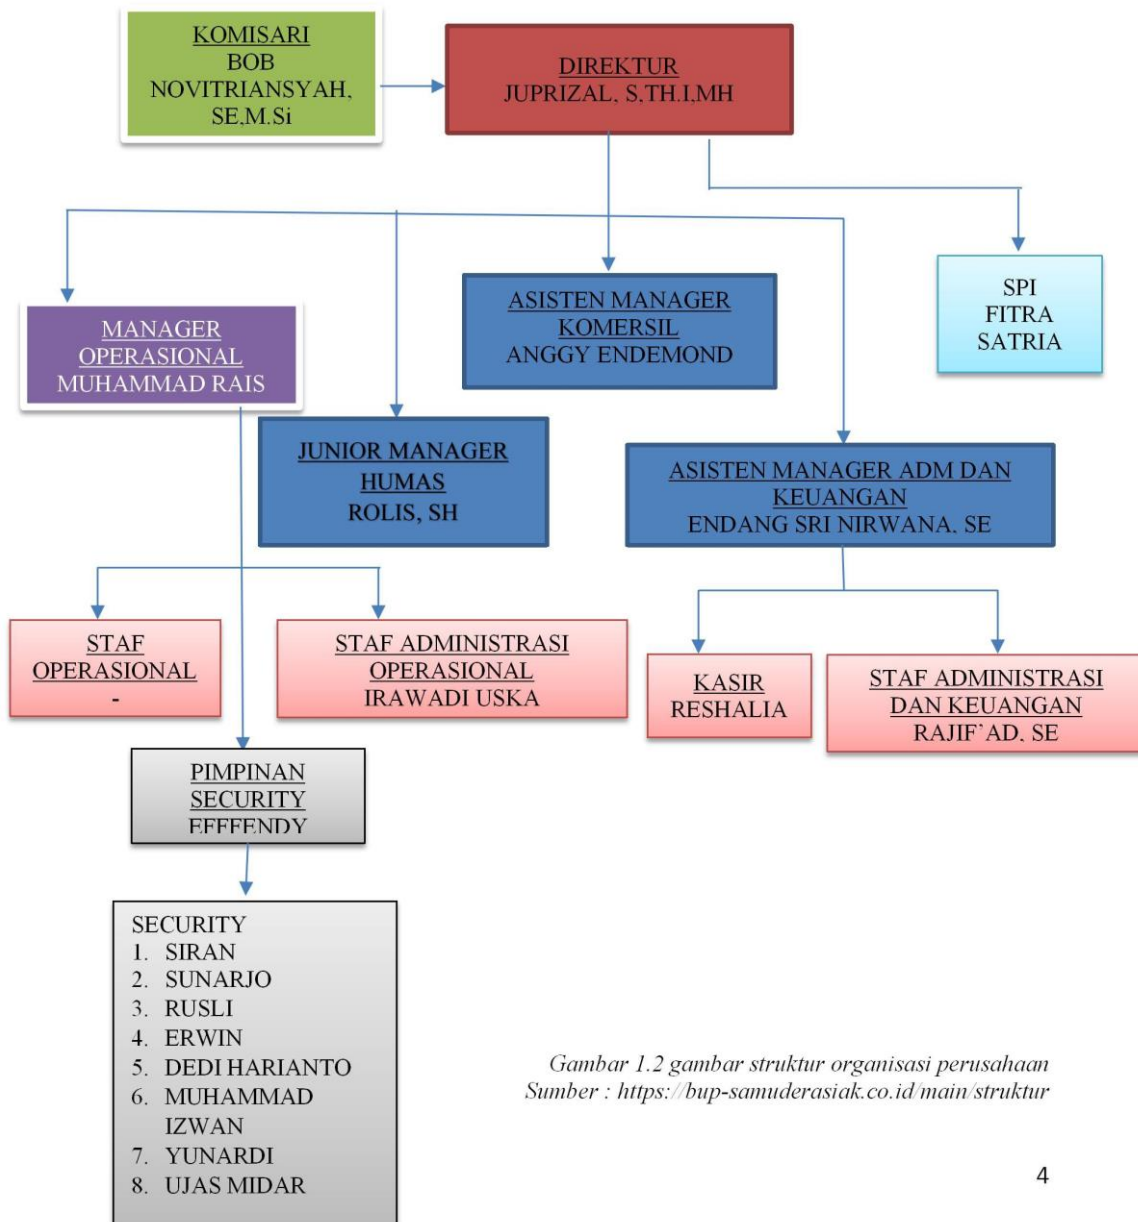 KOMISARI
BOB
NOVITRIANSYAH,
SE,M.Si
DIREKTUR
JUPRIZAL, S,TH.I,MH
MANAGER
OPERASIONAL
MUHAMMAD RAIS
ASISTEN MANAGER
KOMERSIL
ANGGY ENDEMOND
SPI
FITRA
SATRIA
JUNIOR MANAGER
HUMAS
ROLIS, SH
ASISTEN MANAGER ADM DAN
KEUANGAN
ENDANG SRI NIRWANA, SE
STAF
OPERASIONAL
-
STAF ADMINISTRASI
OPERASIONAL
IRAWADI USKA
KASIR
RESHALIA
STAF ADMINISTRASI
DAN KEUANGAN
RAJIF’AD, SE
PIMPINAN
SECURITY
EFFFENDY
SECURITY
1. SIRAN
2. SUNARJO
3. RUSLI
4. ERWIN
5. DEDI HARIANTO
6. MUHAMMAD
IZWAN
7. YUNARDI
8. UJAS MIDAR
Gambar 1.2 gambar struktur organisasi perusahaan
Sumber : https://bup-samuderasiak.co.id/main/struktur
4